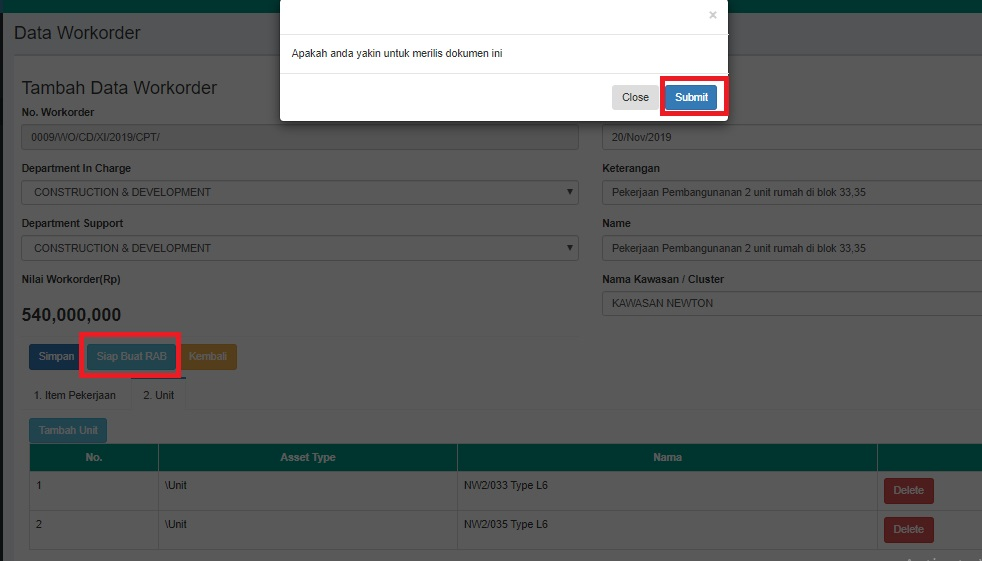 Data Workorder
×
Apakah anda yakin untuk merilis dokumen ini
Close
Submit
Tambah Data Workorder
No. Workorder
0009/WO/CD/XI/2019/CPT/
20/Nov/2019
Department In Charge
Keterangan
CONSTRUCTION & DEVELOPMENT
Pekerjaan Pembangunanan 2 unit rumah di blok 33,35
Department Support
Name
CONSTRUCTION & DEVELOPMENT
Pekerjaan Pembangunanan 2 unit rumah di blok 33,35
Nilai Workorder(Rp)
Nama Kawasan / Cluster
540,000,000
KAWASAN NEWTON
Simpan
Siap Buat RAB
Kembali
1. Item Pekerjaan
2. Unit
Tambah Unit
No.
Asset Type
Nama
1
\Unit
NW2/033 Type L6
Delete
2
\Unit
NW2/035 Type L6
Delete